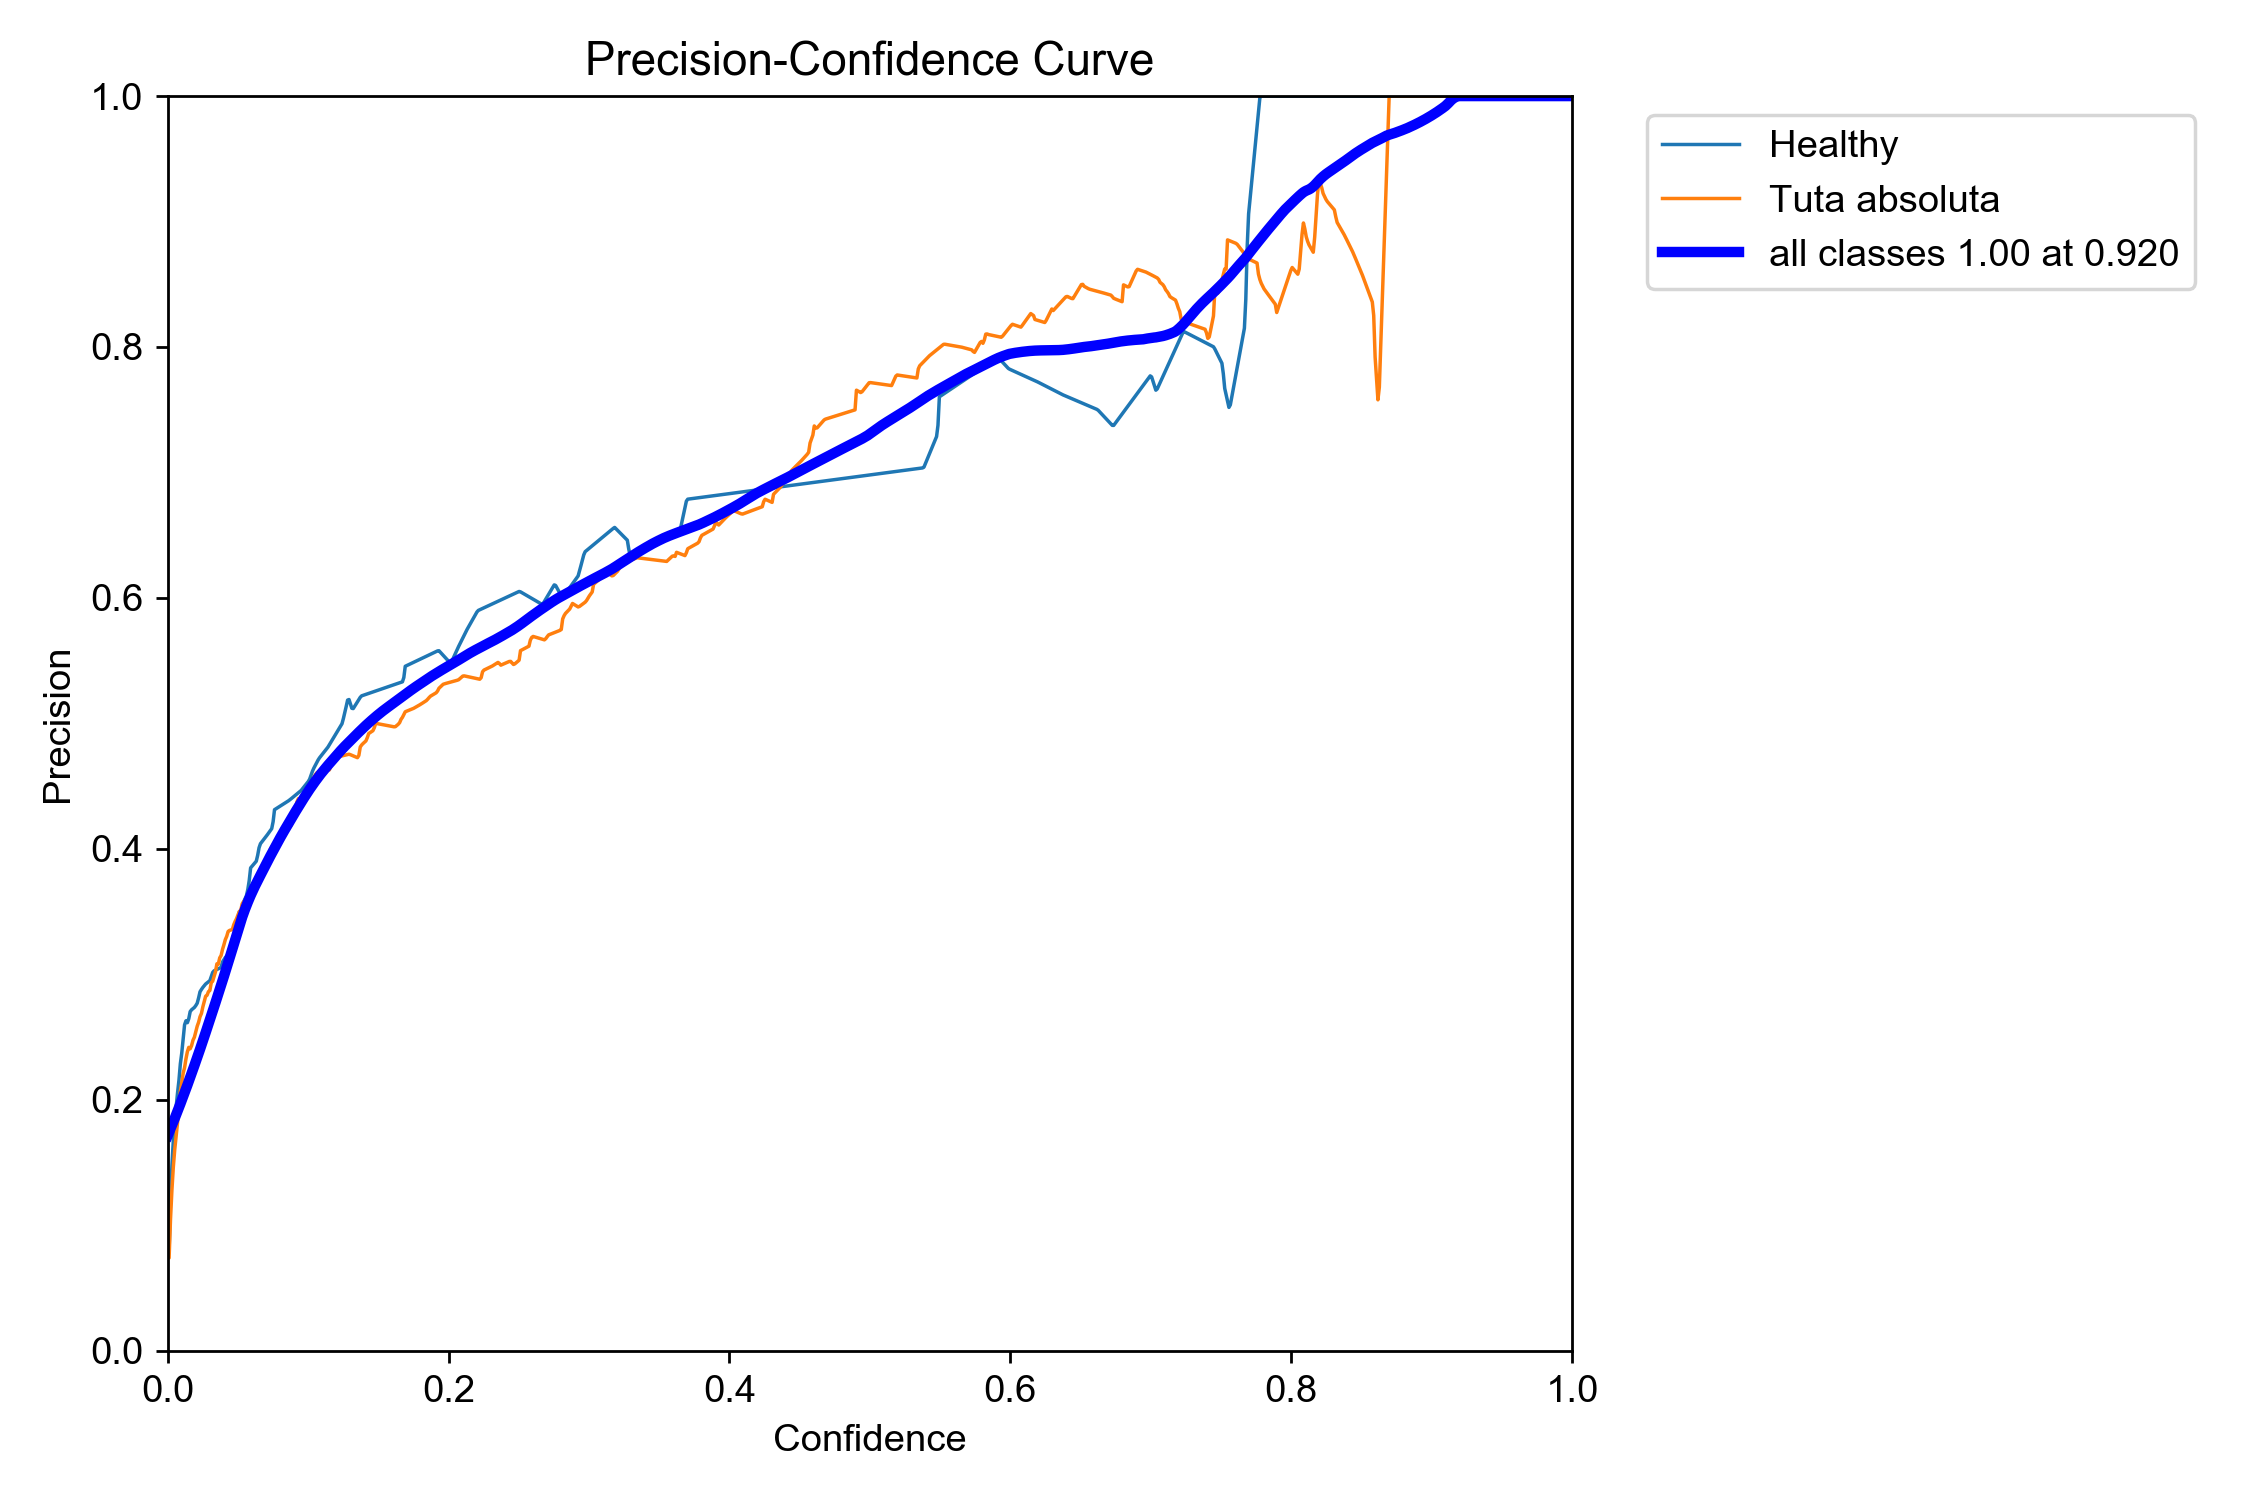 Precision-Confidence Curve
1.0
0.8
0.6
0.4
0.2
0.0
Precision
0.0 0.2 0.4 0.6 0.8 1.0
Confidence
Healthy
Tuta absoluta
all classes 1.00 at 0.920